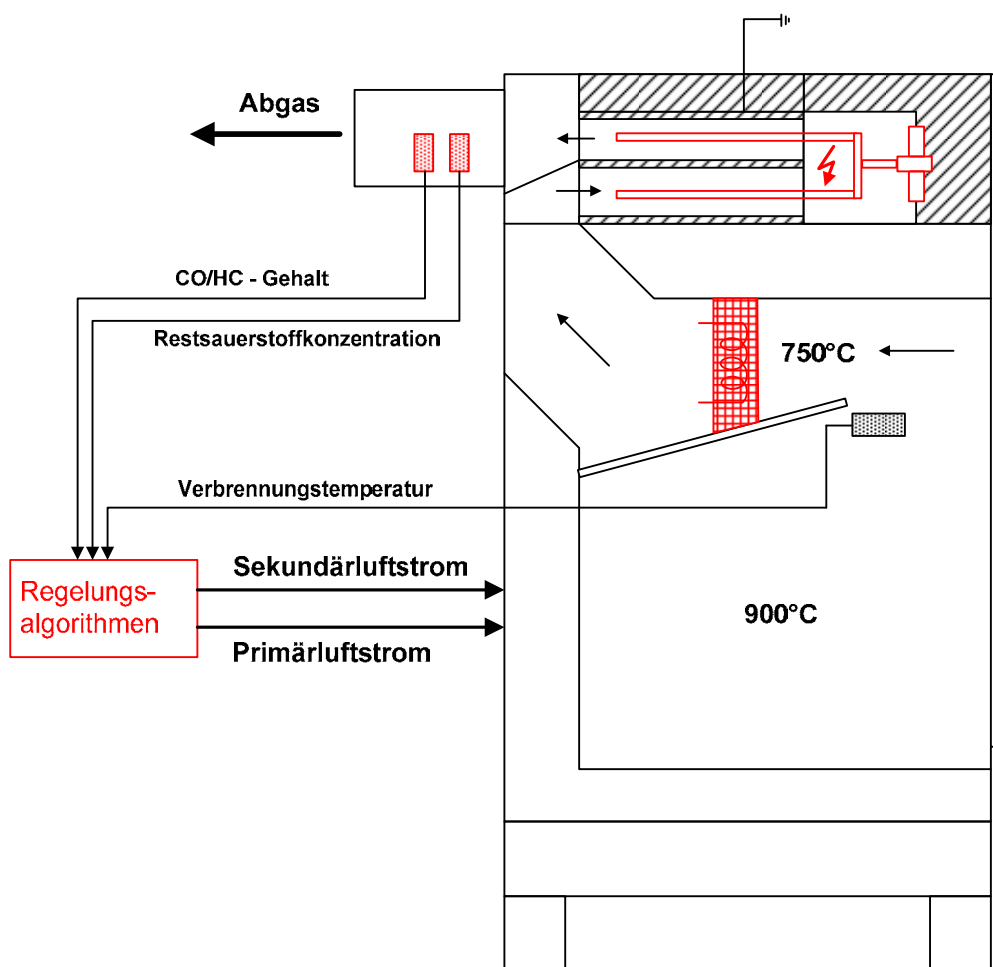 Abgas
CO/HC - Gehalt
Restsauerstoffkonzentration
750°C
Verbrennungstemperatur
Sekundärluftstrom
Regelungs-
algorithmen
900°C
Primärluftstrom